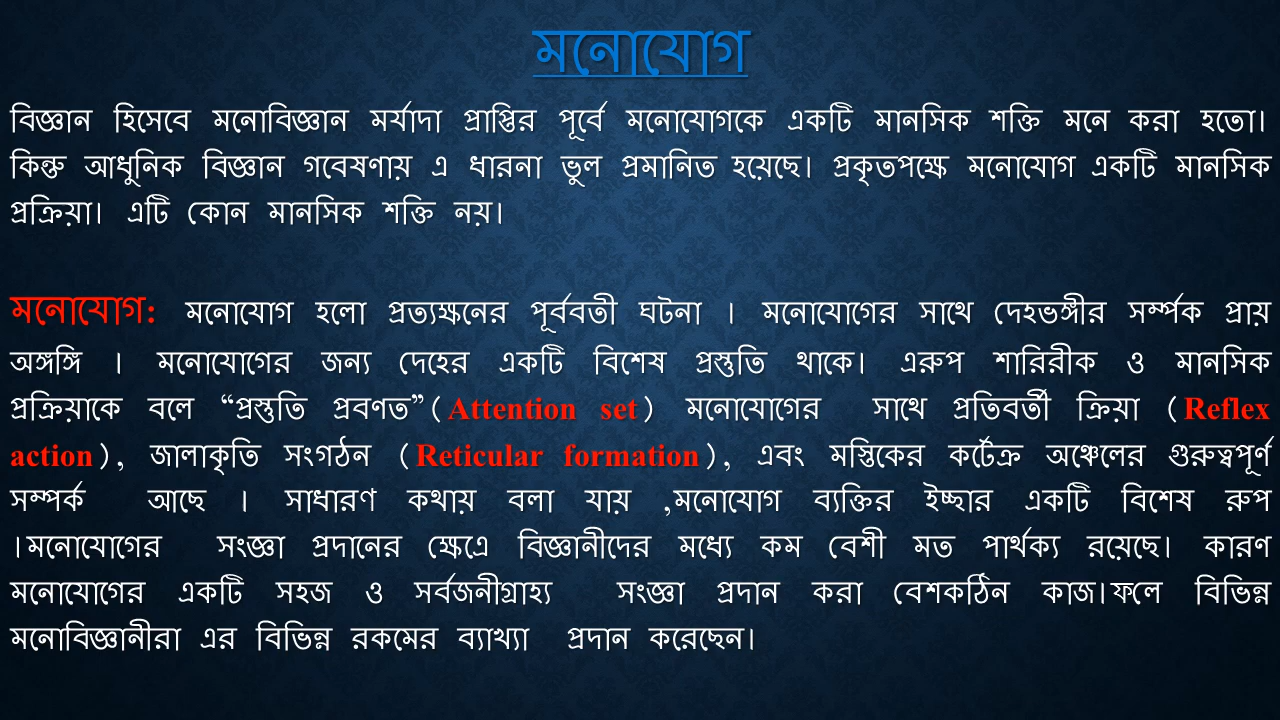 মনোযোগ
বিজ্ঞান হিসেবে মনোবিজ্ঞান মর্যাদা প্রাপ্তির পূর্বে মনোযোগকে একটি মানসিক শক্তি মনে করা হতো।
কিন্তু আধুনিক বিজ্ঞান গবেষণায় এ ধারনা ভুল প্রমানিত হয়েছে। প্রকৃতপক্ষে মনোযোগ একটি মানসিক
প্রক্রিয়া। এটি কোন মানসিক শক্তি নয়।
মনোযোগ: মনোযোগ হলো প্রত্যক্ষনের পূর্ববতী ঘটনা । মনোযোগের সাথে দেহভঙ্গীর সর্ম্পক প্রায়
অঙ্গঙ্গি । মনোযোগের জন্য দেহের একটি বিশেষ প্রস্তুতি থাকে। এরুপ শারিরীক ও মানসিক
প্রক্রিয়াকে বলে “প্রস্তুতি প্রবণত”(Attention set) মনোযোগের সাথে প্রতিবর্তী ক্রিয়া (Reflex
action), জালাকৃতি সংগঠন (Reticular formation), এবং মস্তিকের কর্টেক্র অঞ্চেলের গুরুত্বপূর্ণ
সম্পর্ক আছে । সাধারণ কথায় বলা যায় ,মনোযোগ ব্যক্তির ইচ্ছার একটি বিশেষ রুপ
।মনোযোগের সংজ্ঞা প্রদানের ক্ষেএে বিজ্ঞানীদের মধ্যে কম বেশী মত পার্থক্য রয়েছে। কারণ
মনোযোগের একটি সহজ ও সর্বজনীগ্রাহ্য সংজ্ঞা প্রদান করা বেশকঠিন কাজ।ফলে বিভিন্ন
মনোবিজ্ঞানীরা এর বিভিন্ন রকমের ব্যাখ্যা প্রদান করেছেন।